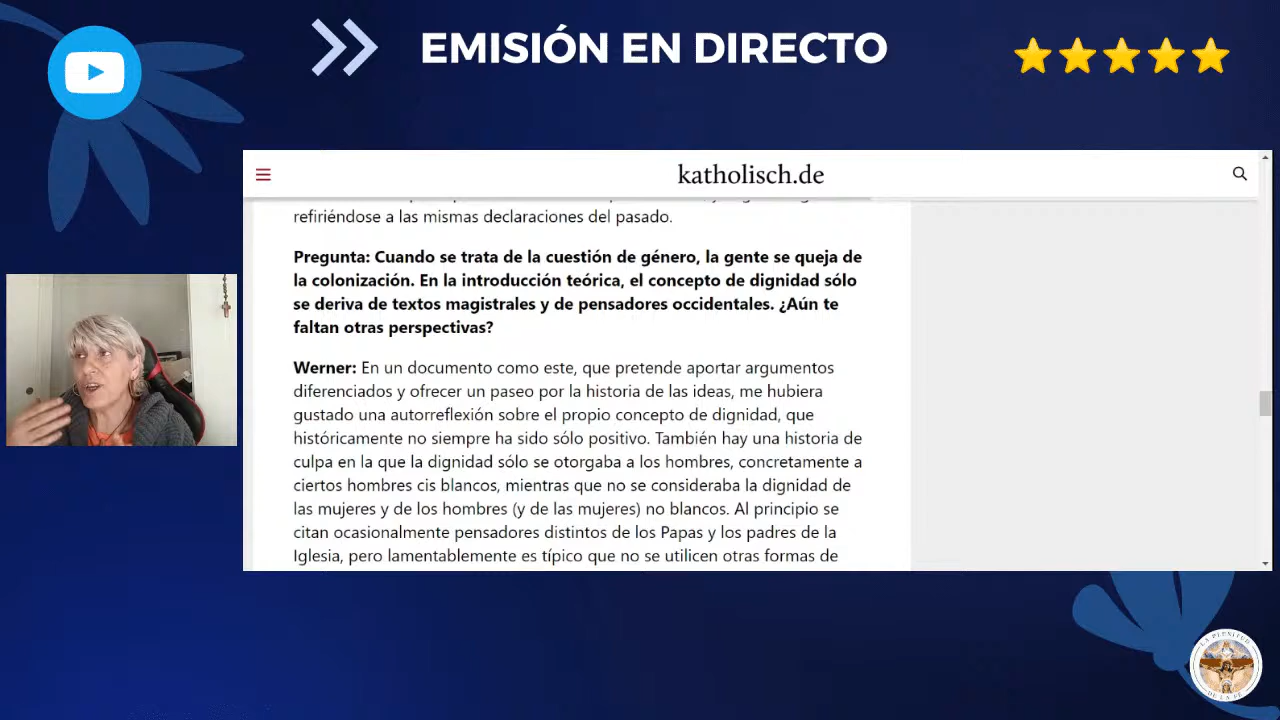 EMISIÓN EN DIRECTO
katholisch.de
refiriéndose a las mismas declaraciones del pasado.
Pregunta: Cuando se trata de la cuestión de género, la gente se queja de
la colonización. En la introducción teórica, el concepto de dignidad sólo
se deriva de textos magistrales y de pensadores occidentales. ¿Aún te
faltan otras perspectivas?
Werner: En un documento como este, que pretende aportar argumentos
diferenciados y ofrecer un paseo por la historia de las ideas, me hubiera
gustado una autorreflexión sobre el propio concepto de dignidad, que
históricamente no siempre ha sido sólo positivo. También hay una historia de
culpa en la que la dignidad sólo se otorgaba a los hombres, concretamente a
ciertos hombres cis blancos, mientras que no se consideraba la dignidad de
las mujeres y de los hombres (y de las mujeres) no blancos. Al principio se
citan ocasionalmente pensadores distintos de los Papas y los padres de la
Iglesia, pero lamentablemente es típico que no se utilicen otras formas de
LA PLENITUD
DE LA FE